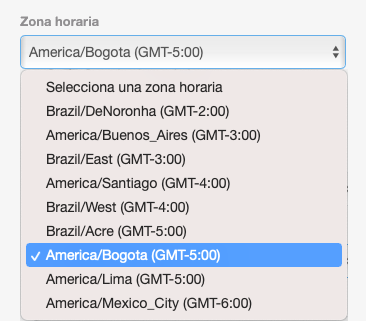 Zona horaria
America/Bogota (GMT-5:00)
Selecciona una zona horaria
Brazil/DeNoronha (GMT-2:00)
America/Buenos_Aires (GMT-3:00)
Brazil/East (GMT-3:00)
America/Santiago (GMT-4:00)
Brazil/West (GMT-4:00)
Brazil/Acre (GMT-5:00)
✓ America/Bogota (GMT-5:00)
America/Lima (GMT-5:00)
America/Mexico_City (GMT-6:00)